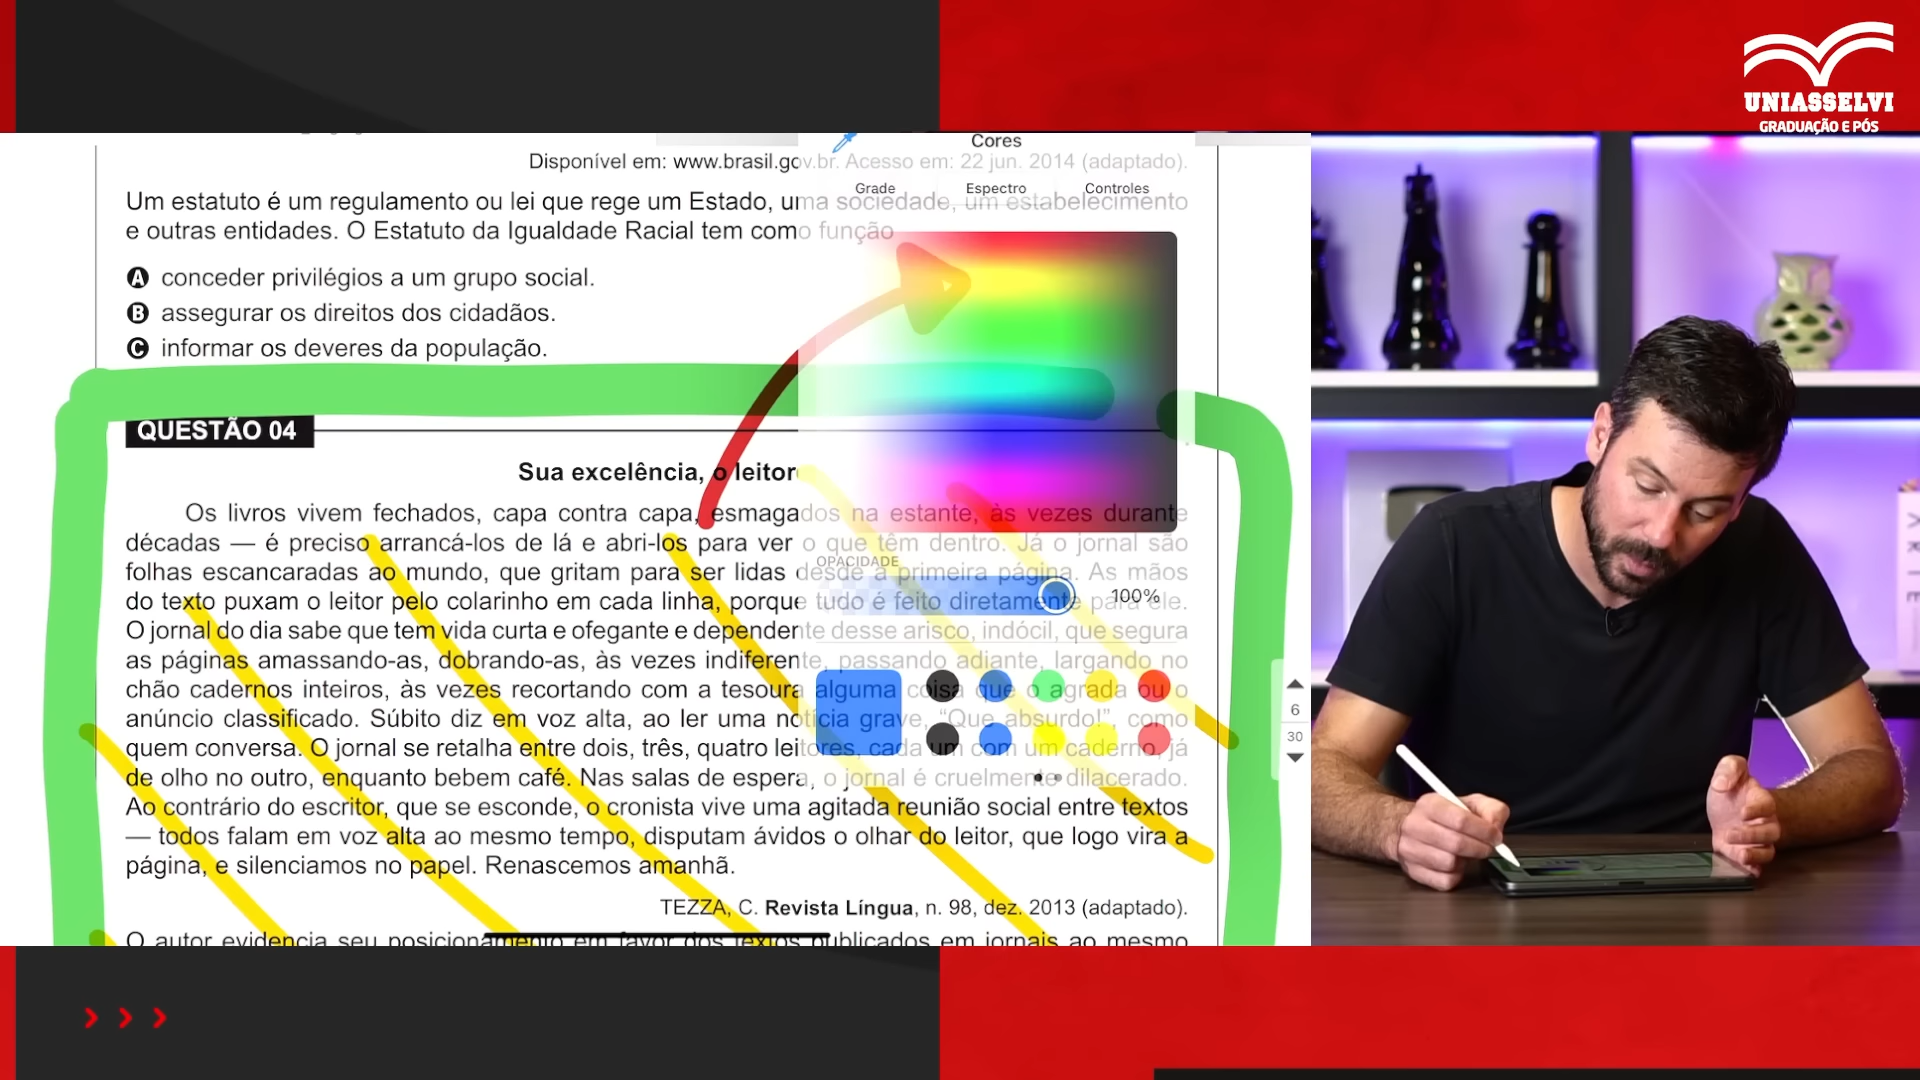 UNIASSELVI
GRADUAÇÃO E PÓS
Cores
Disponível em: www.brasil.gov.br. Acesso em: 22 jun. 2014 (adaptado).
Grade Espectro Controles
Um estatuto é um regulamento ou lei que rege um Estado, uma sociedade, um estabelecimento
e outras entidades. O Estatuto da Igualdade Racial tem como função
A conceder privilégios a um grupo social.
B assegurar os direitos dos cidadãos.
C informar os deveres da população.
QUESTÃO 04
Sua excelência, o leitor
Os livros vivem fechados, capa contra capa, esmagados na estante, às vezes durante
décadas — é preciso arrancá-los de lá e abri-los para ver o que têm dentro. Já o jornal são
folhas escancaradas ao mundo, que gritam para ser lidas desde a primeira página. As mãos
do texto puxam o leitor pelo colarinho em cada linha, porque tudo é feito diretamente para ele.
O jornal do dia sabe que tem vida curta e ofegante e dependente desse arisco, indócil, que segura
as páginas amassando-as, dobrando-as, às vezes indiferente, passando adiante, largando no
chão cadernos inteiros, às vezes recortando com a tesoura alguma coisa que o agrada ou o
anúncio classificado. Súbito diz em voz alta, ao ler uma notícia grave, “Que absurdo!”, como
quem conversa. O jornal se retalha entre dois, três, quatro leitores, cada um com um caderno, já
de olho no outro, enquanto bebem café. Nas salas de espera, o jornal é cruelmente dilacerado.
Ao contrário do escritor, que se esconde, o cronista vive uma agitada reunião social entre textos
— todos falam em voz alta ao mesmo tempo, disputam ávidos o olhar do leitor, que logo vira a
página, e silenciamos no papel. Renascemos amanhã.
TEZZA, C. Revista Língua, n. 98, dez. 2013 (adaptado).
O autor evidencia seu posicionamento em favor dos textos publicados em jornais ao mesmo
OPACIDADE
100%
6
30